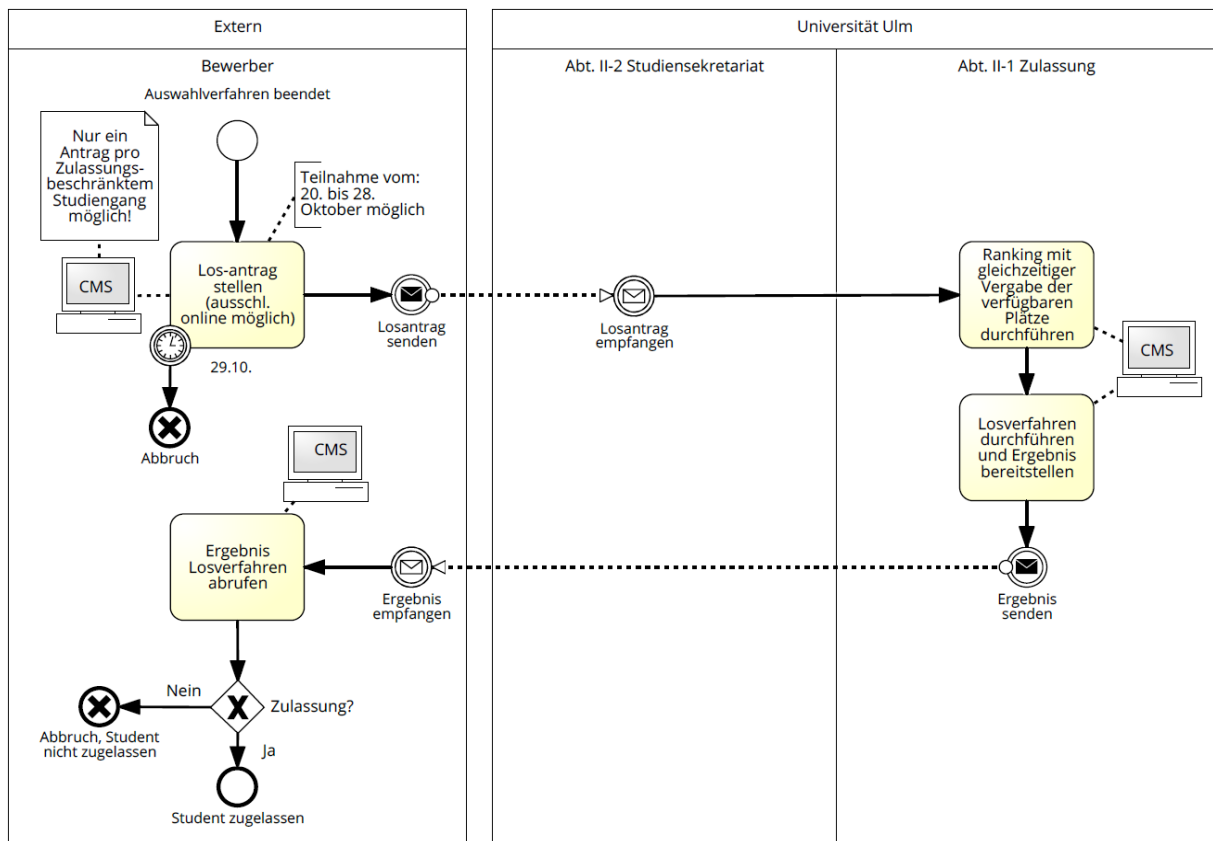 Extern
Universität Ulm
Bewerber
Abt. II-2 Studiensekretariat
Abt. II-1 Zulassung
Auswahlverfahren beendet
Nur ein
Antrag pro
Zulassungs-
beschränktem
Studiengang
möglich!
Teilnahme vom:
20. bis 28.
Oktober möglich
CMS
Los-antrag
stellen
(ausschl.
online möglich)
Losantrag
senden
Losantrag
empfangen
Ranking mit
gleichzeitiger
Vergabe der
verfügbaren
Plätze
durchführen
CMS
29.10.
Abbruch
Losverfahren
durchführen
und Ergebnis
bereitstellen
CMS
Ergebnis
Losverfahren
abrufen
Ergebnis
empfangen
Ergebnis
senden
Nein
Zulassung?
Abbruch, Student
nicht zugelassen
Ja
Student zugelassen